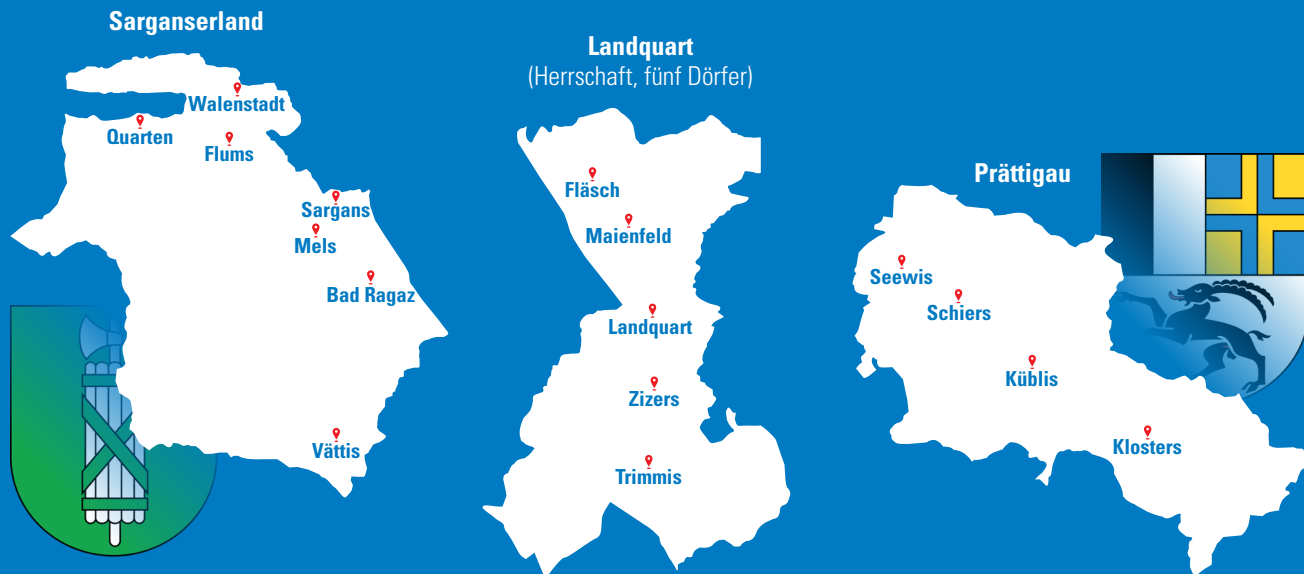 Sarganserland
Walenstadt
Quarten
Flums
Sargans
Mels
Bad Ragaz
Vättis
Landquart
(Herrschaft, fünf Dörfer)
Fläsch
Maienfeld
Landquart
Zizers
Trimmis
Prättigau
Seewis
Schiers
Küblis
Klosters